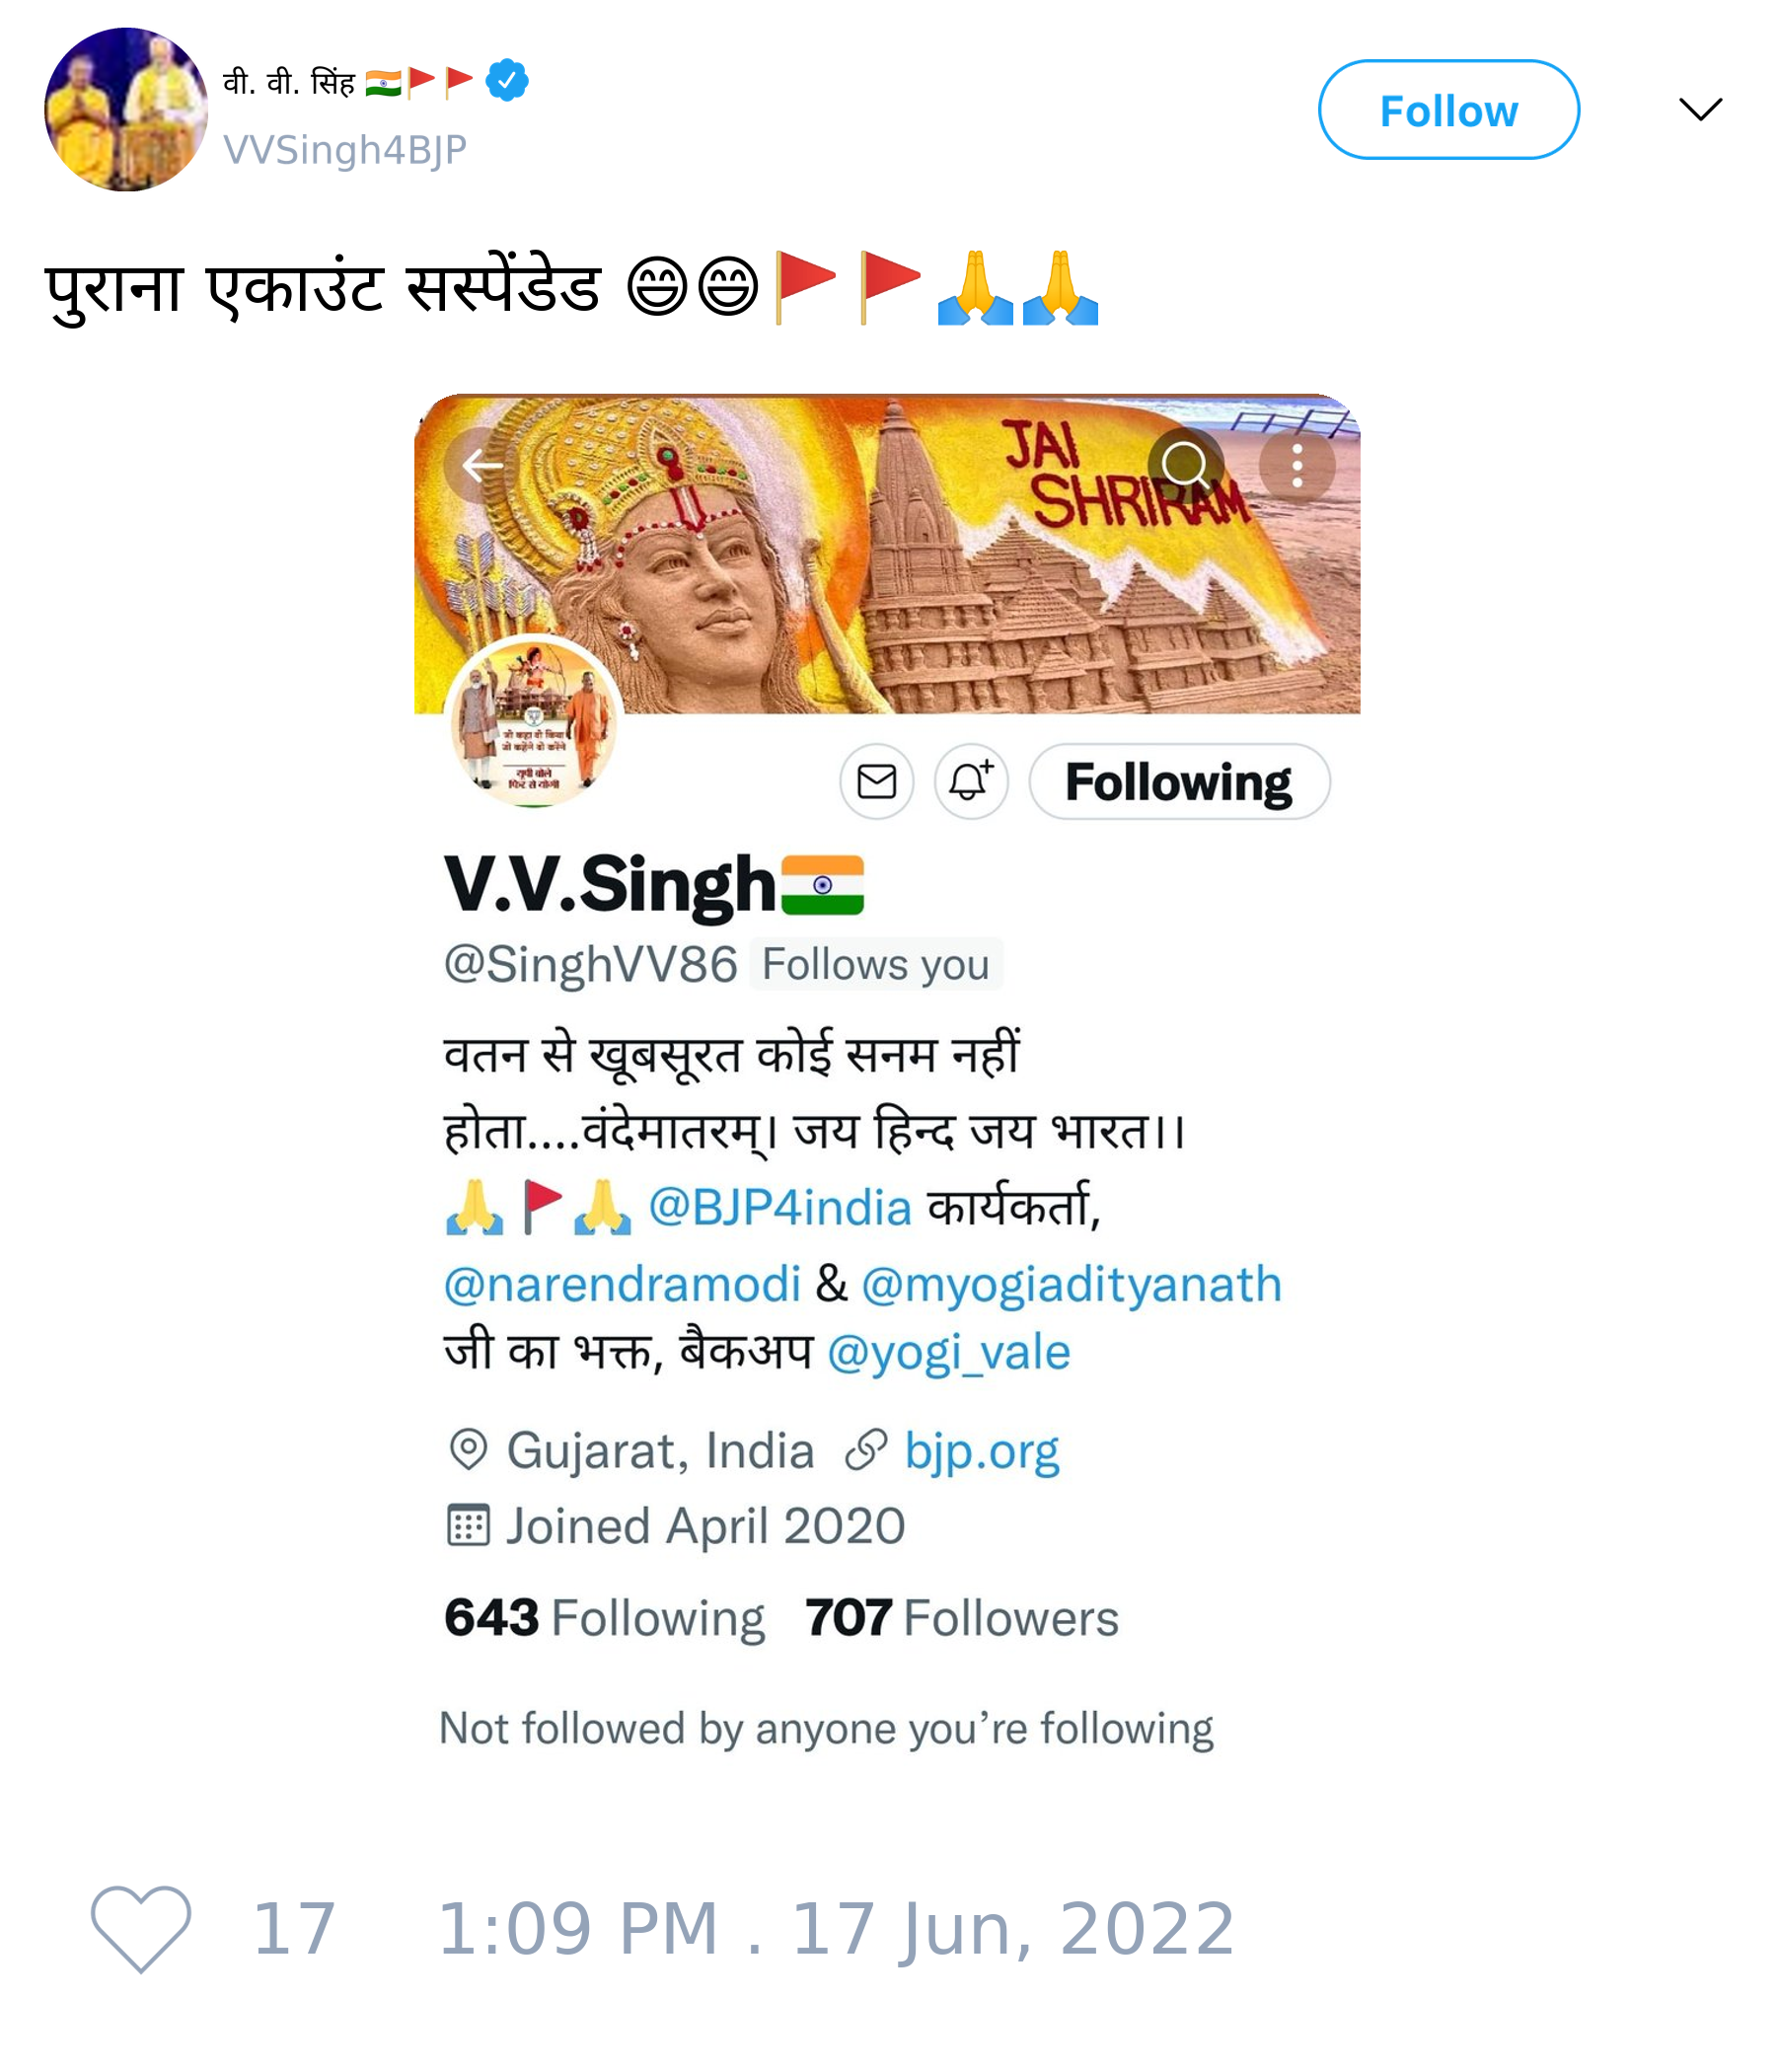 वी. वी. सिंह 🇮🇳🚩🚩
VVSingh4BJP
Follow
पुराना एकाउंट सस्पेंडेड 😄😄🚩🚩🙏🙏
JAI
SHRIRAM
जो कहा वो किया
जो कहेंगे वो करेंगे
यूपी बोले
फिर से योगी
Following
V.V.Singh🇮🇳
@SinghVV86 Follows you
वतन से खूबसूरत कोई सनम नहीं
होता....वंदेमातरम्। जय हिन्द जय भारत।।
🙏🚩🙏 @BJP4india कार्यकर्ता,
@narendramodi & @myogiadityanath
जी का भक्त, बैकअप @yogi_vale
Gujarat, India bjp.org
Joined April 2020
643 Following 707 Followers
Not followed by anyone you’re following
17 1:09 PM . 17 Jun, 2022